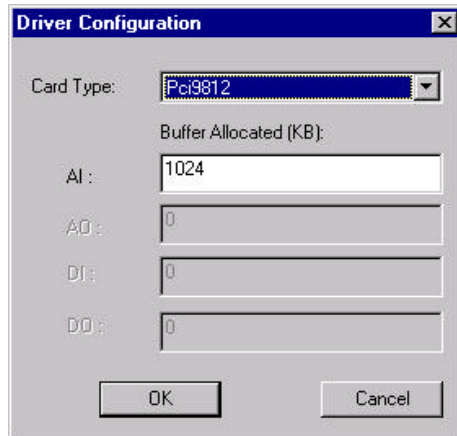 Driver Configuration
Card Type: Pci9812
Buffer Allocated (KB):
AI : 1024
AO : 0
DI : 0
DO : 0
OK Cancel